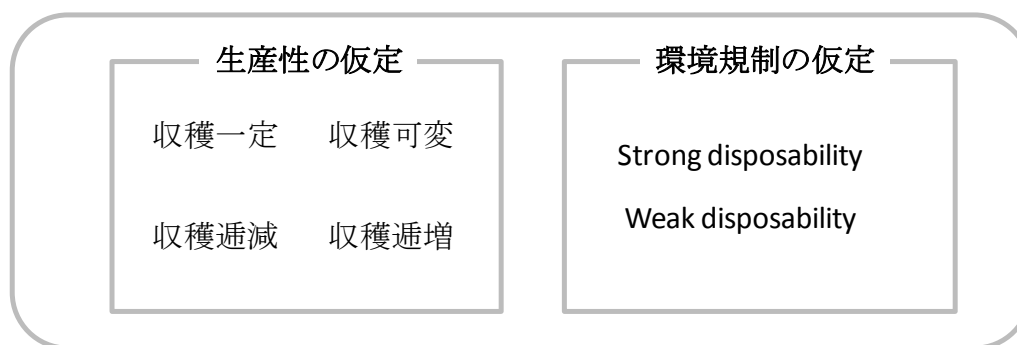 生産性の仮定
収穫一定 収穫可変
収穫逓減 収穫逓増
環境規制の仮定
Strong disposability
Weak disposability